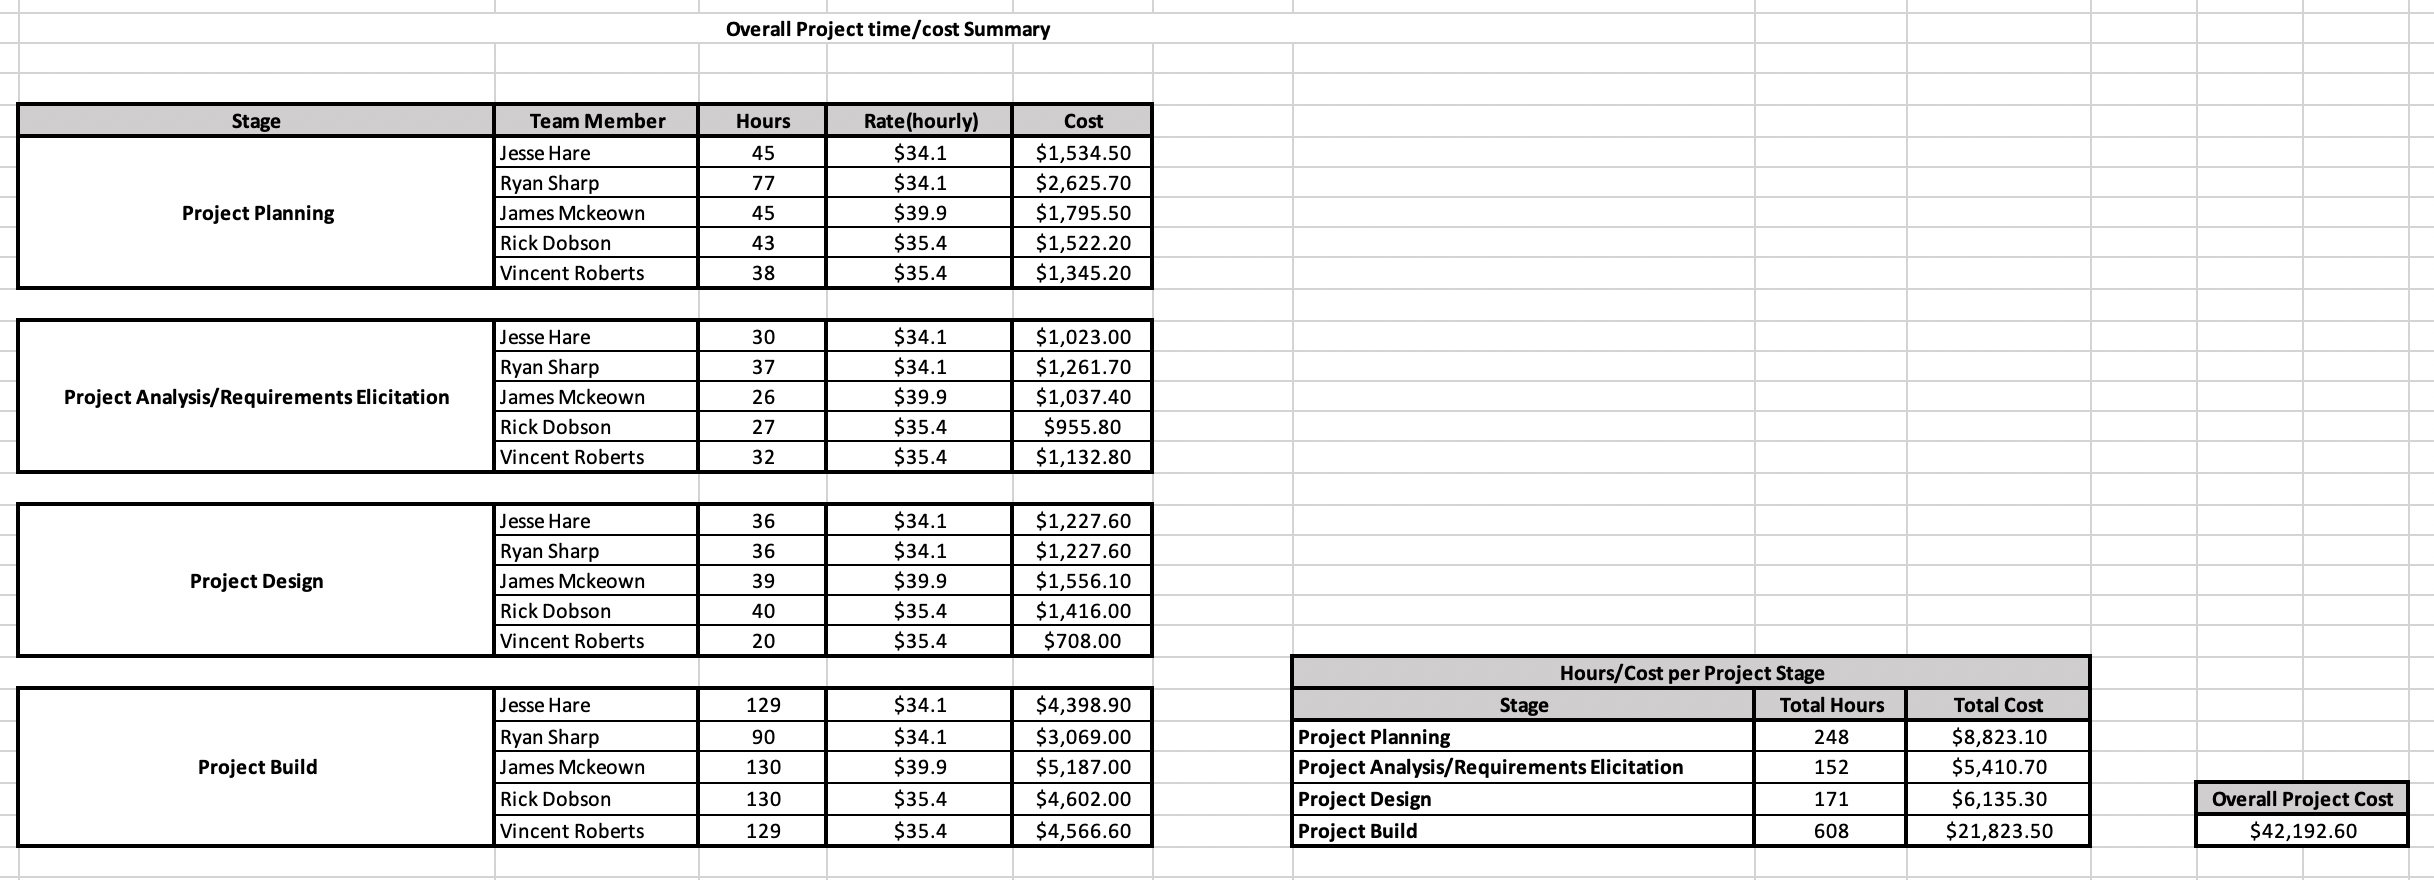 Overall Project time/cost Summary
Stage Team Member Hours Rate(hourly) Cost
Project Planning
Jesse Hare 45 $34.1 $1,534.50
Ryan Sharp 77 $34.1 $2,625.70
James Mckeown 45 $39.9 $1,795.50
Rick Dobson 43 $35.4 $1,522.20
Vincent Roberts 38 $35.4 $1,345.20
Project Analysis/Requirements Elicitation
Jesse Hare 30 $34.1 $1,023.00
Ryan Sharp 37 $34.1 $1,261.70
James Mckeown 26 $39.9 $1,037.40
Rick Dobson 27 $35.4 $955.80
Vincent Roberts 32 $35.4 $1,132.80
Project Design
Jesse Hare 36 $34.1 $1,227.60
Ryan Sharp 36 $34.1 $1,227.60
James Mckeown 39 $39.9 $1,556.10
Rick Dobson 40 $35.4 $1,416.00
Vincent Roberts 20 $35.4 $708.00
Project Build
Jesse Hare 129 $34.1 $4,398.90
Ryan Sharp 90 $34.1 $3,069.00
James Mckeown 130 $39.9 $5,187.00
Rick Dobson 130 $35.4 $4,602.00
Vincent Roberts 129 $35.4 $4,566.60
Hours/Cost per Project Stage
Stage Total Hours Total Cost
Project Planning 248 $8,823.10
Project Analysis/Requirements Elicitation 152 $5,410.70
Project Design 171 $6,135.30
Project Build 608 $21,823.50
Overall Project Cost
$42,192.60